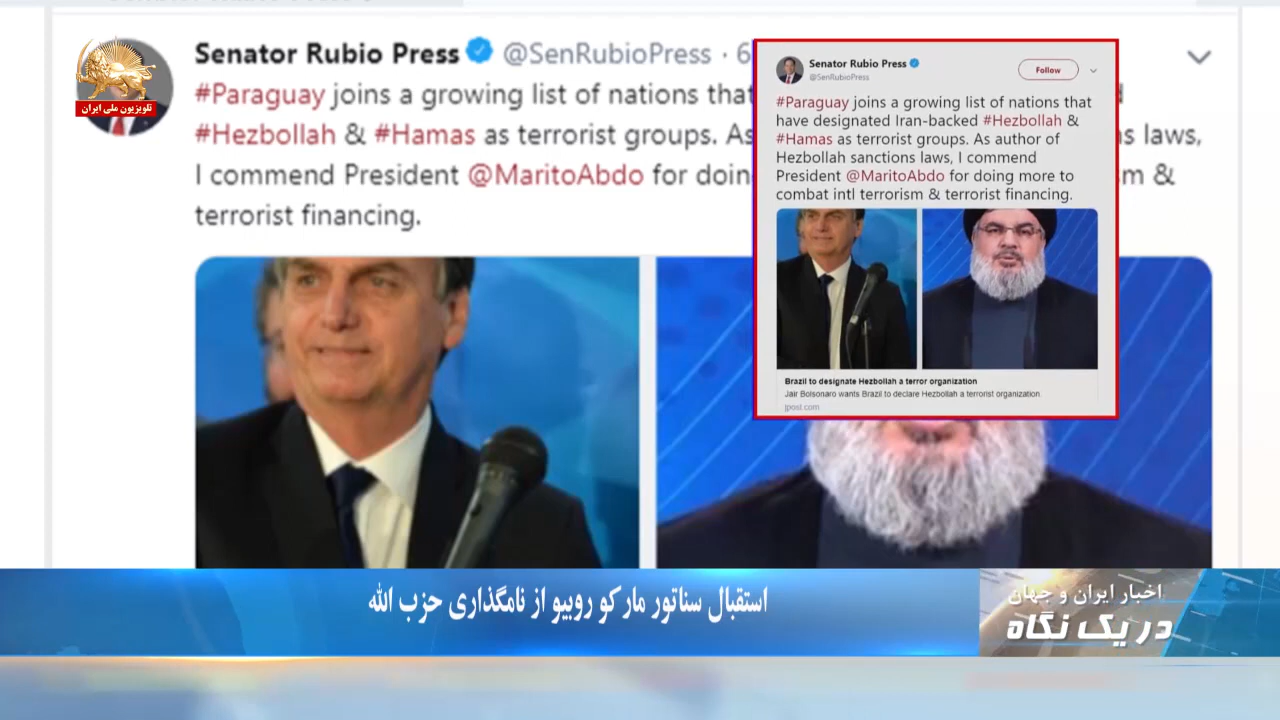 Senator Rubio Press @SenRubioPress · 6
#Paraguay joins a growing list of nations that
#Hezbollah & #Hamas as terrorist groups. As
s laws,
I commend President @MaritoAbdo for doin
m &
terrorist financing.
تلویزیون ملی ایران
Senator Rubio Press
@SenRubioPress
Follow
#Paraguay joins a growing list of nations that
have designated Iran-backed #Hezbollah &
#Hamas as terrorist groups. As author of
Hezbollah sanctions laws, I commend
President @MaritoAbdo for doing more to
combat intl terrorism & terrorist financing.
Brazil to designate Hezbollah a terror organization
Jair Bolsonaro wants Brazil to declare Hezbollah a terrorist organization
jpost.com
استقبال سناتور مارکو روبیو از نامگذاری حزب الله
اخبار ایران و جهان
در یک نگاه